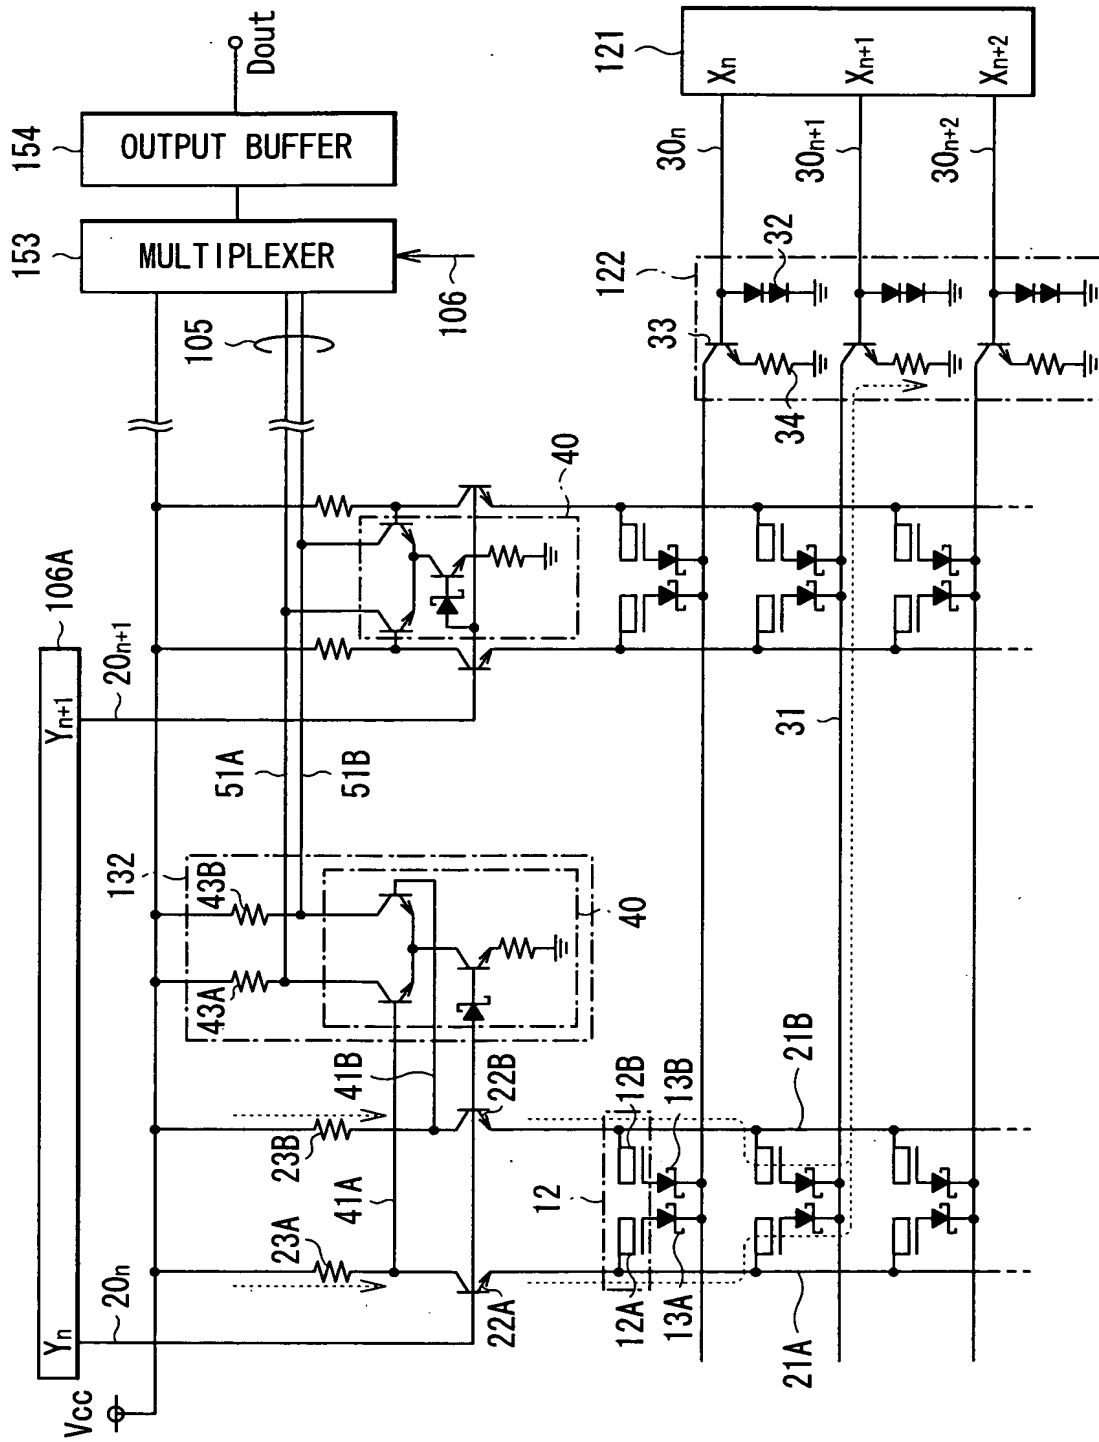 Vcc
Yn
20n
Yn+1
20n+1
106A
153
MULTIPLEXER
154
OUTPUT BUFFER
Dout
105
106
51A
51B
132
43A
43B
40
40
23A
23B
41A
41B
22A
22B
12
12A
12B
13A
13B
21A
21B
31
122
33
32
34
30n
30n+1
30n+2
121
Xn
Xn+1
Xn+2